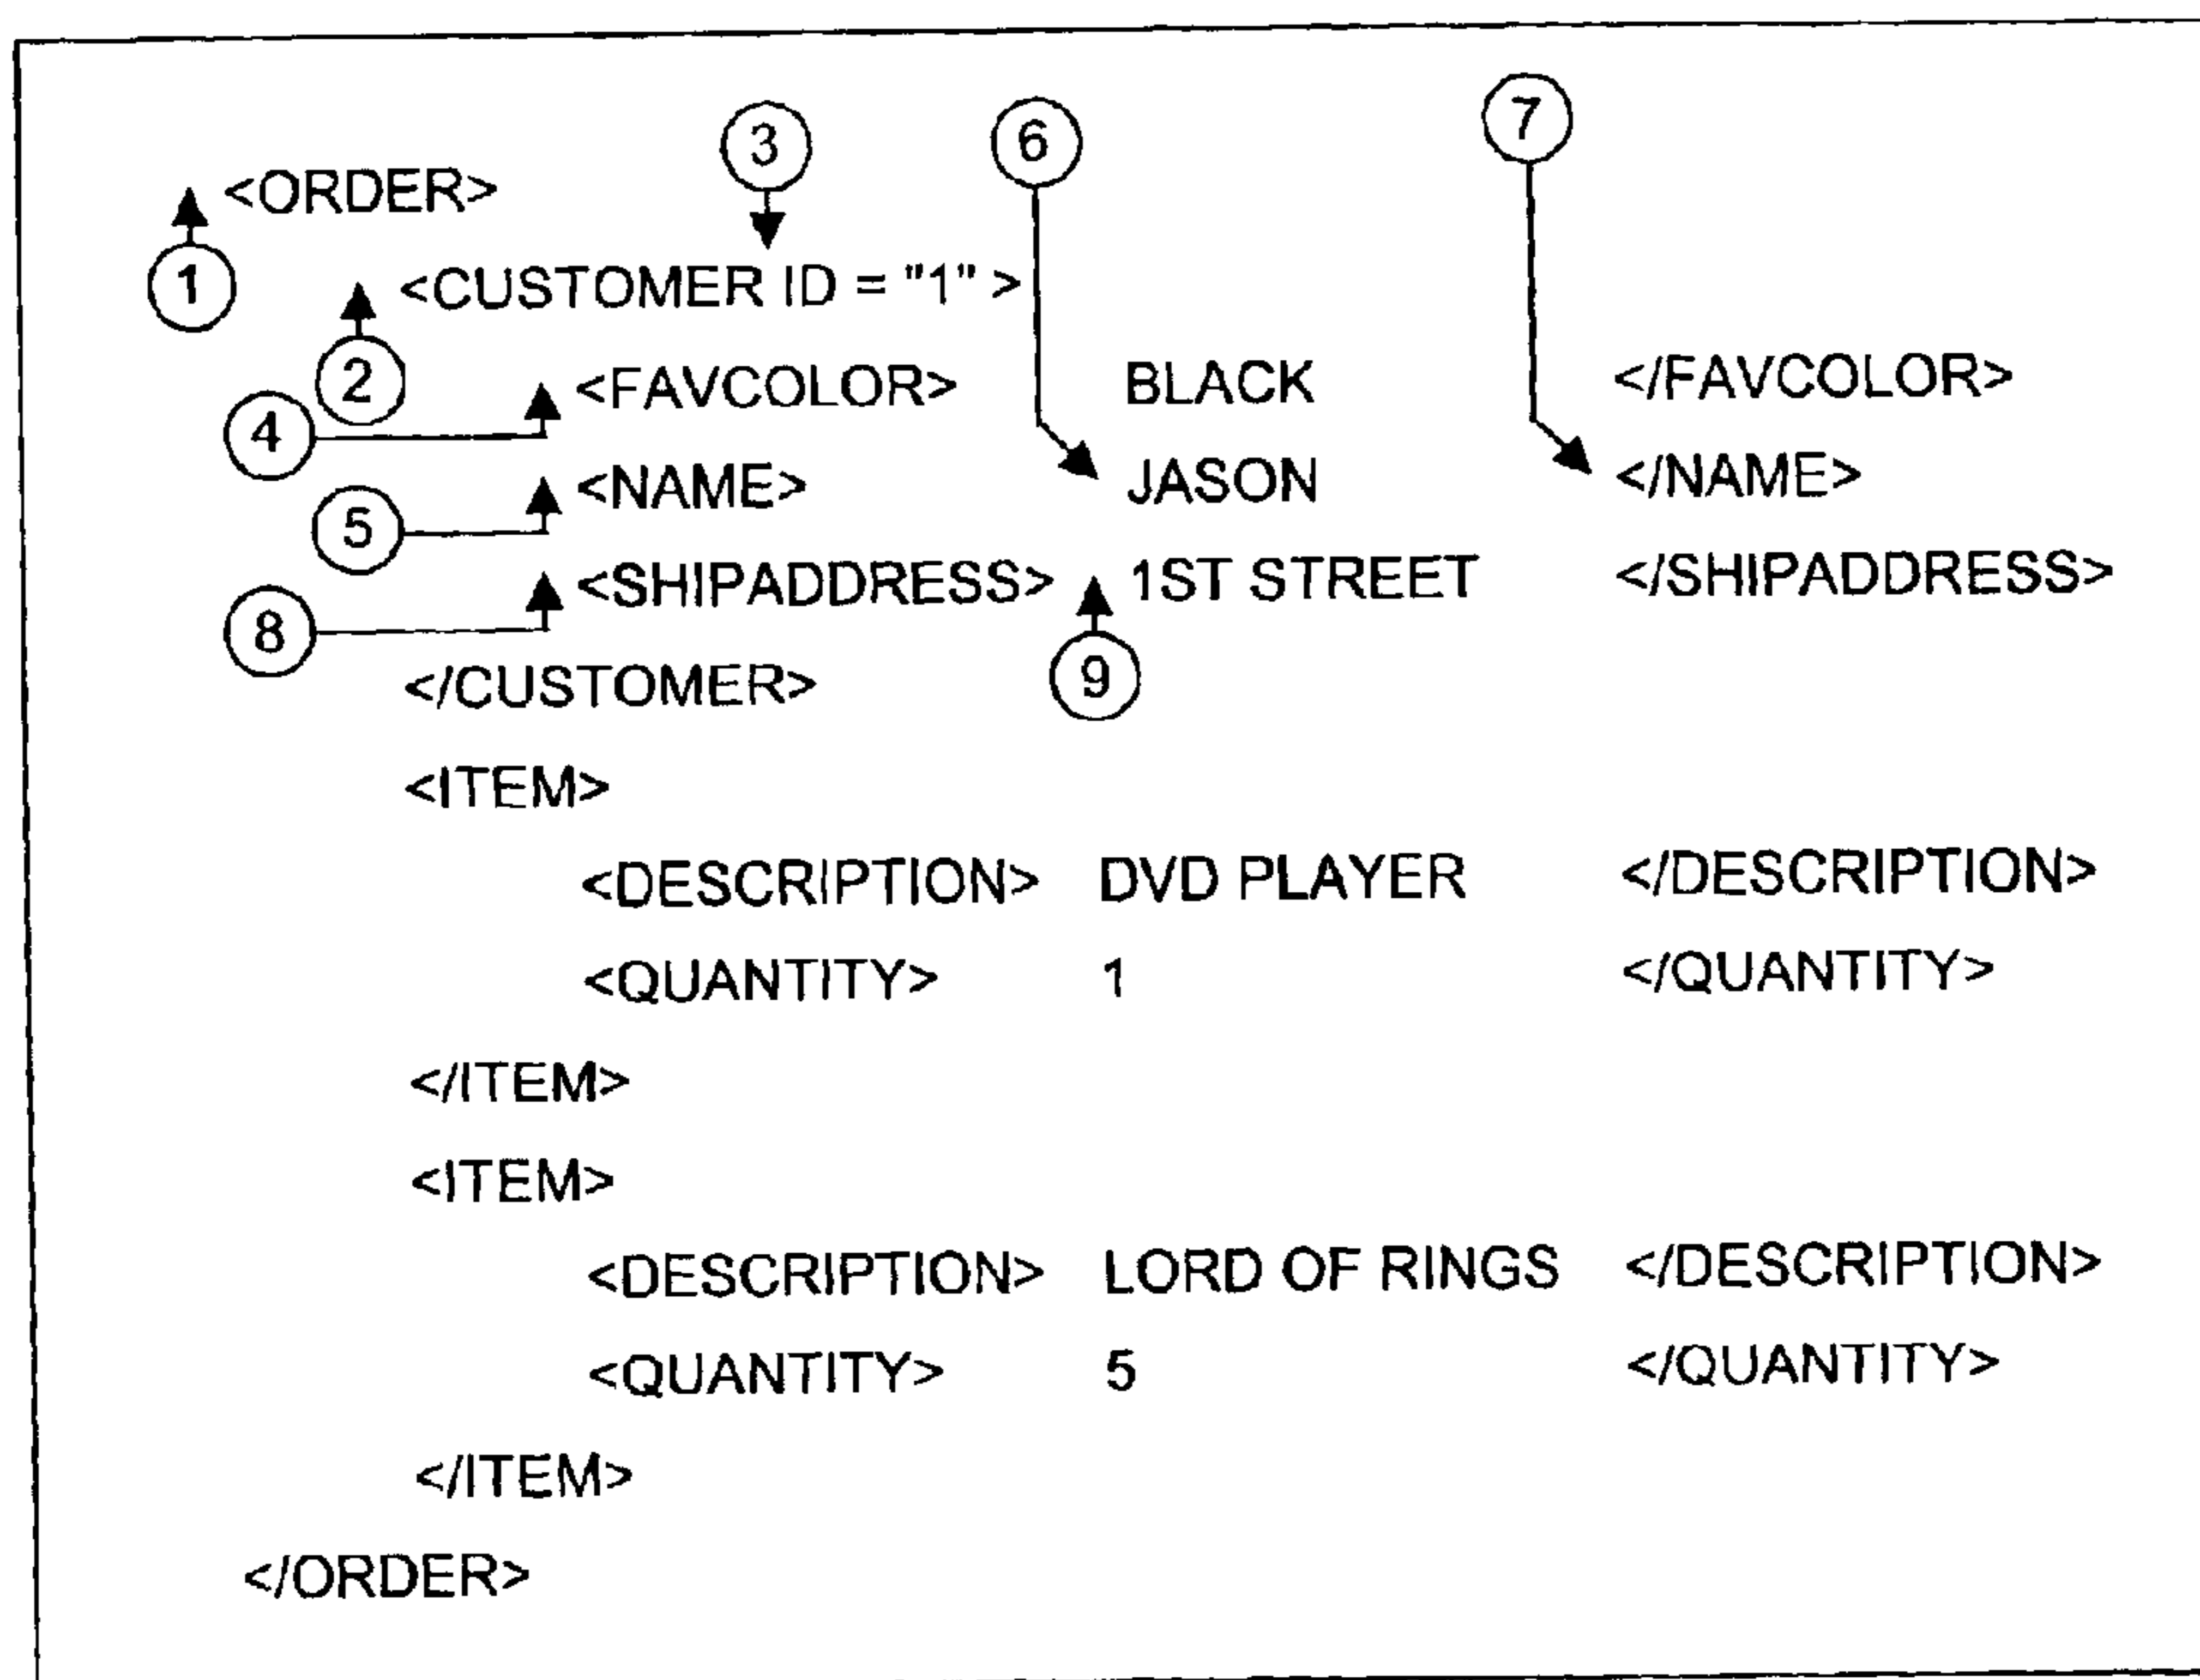 3 6 7
<ORDER>
1
<CUSTOMER ID = "1" >
2
<FAVCOLOR> BLACK </FAVCOLOR>
4
<NAME> JASON </NAME>
5
<SHIPADDRESS> 1ST STREET </SHIPADDRESS>
8
</CUSTOMER> 9
<ITEM>
<DESCRIPTION> DVD PLAYER </DESCRIPTION>
<QUANTITY> 1 </QUANTITY>
</ITEM>
<ITEM>
<DESCRIPTION> LORD OF RINGS </DESCRIPTION>
<QUANTITY> 5 </QUANTITY>
</ITEM>
</ORDER>